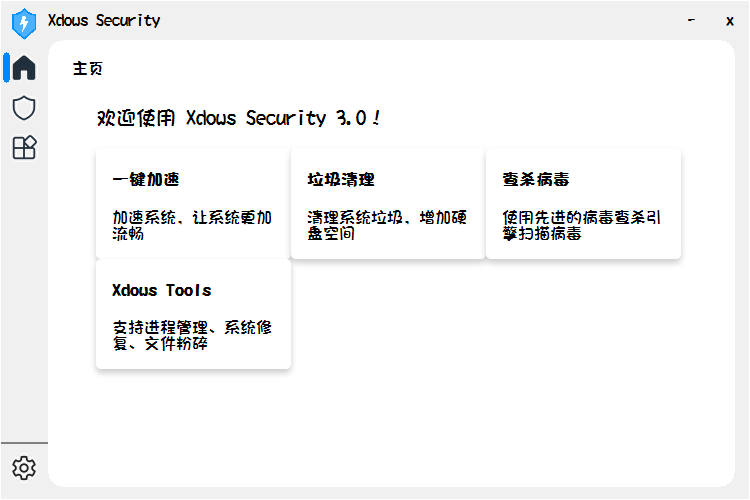 Xdows Security
- x
主页
欢迎使用 Xdows Security 3.0！
一键加速
加速系统，让系统更加
流畅
垃圾清理
清理系统垃圾，增加硬
盘空间
查杀病毒
使用先进的病毒查杀引
擎扫描病毒
Xdows Tools
支持进程管理、系统修
复、文件粉碎